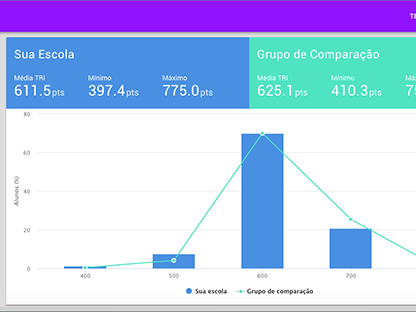 TE
Sua Escola
Média TRI Mínimo Máximo
611.5pts 397.4pts 775.0pts
Grupo de Comparação
Média TRI Mínimo M
625.1pts 410.3pts 75
Alunos (%)
80
60
40
20
0
400 500 600 700
Sua escola Grupo de comparação